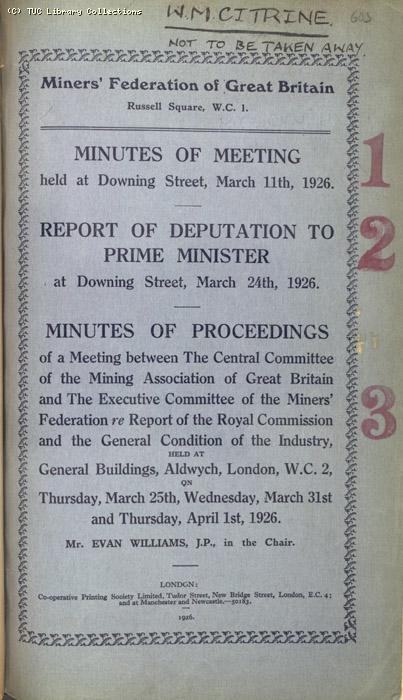 (C) TUC Library Collections
W.M.CITRINE.
603
NOT TO BE TAKEN AWAY.
Miners' Federation of Great Britain
Russell Square, W.C. 1.
MINUTES OF MEETING
held at Downing Street, March 11th, 1926.
1
REPORT OF DEPUTATION TO
PRIME MINISTER
at Downing Street, March 24th, 1926.
2
MINUTES OF PROCEEDINGS
of a Meeting between The Central Committee
of the Mining Association of Great Britain
and The Executive Committee of the Miners'
Federation re Report of the Royal Commission
and the General Condition of the Industry,
3
HELD AT
General Buildings, Aldwych, London, W.C. 2,
ON
Thursday, March 25th, Wednesday, March 31st
and Thursday, April 1st, 1926.
Mr. EVAN WILLIAMS, J.P., in the Chair.
LONDON:
Co-operative Printing Society Limited, Tudor Street, New Bridge Street, London, E.C. 4;
and at Manchester and Newcastle.—50183.
1926.